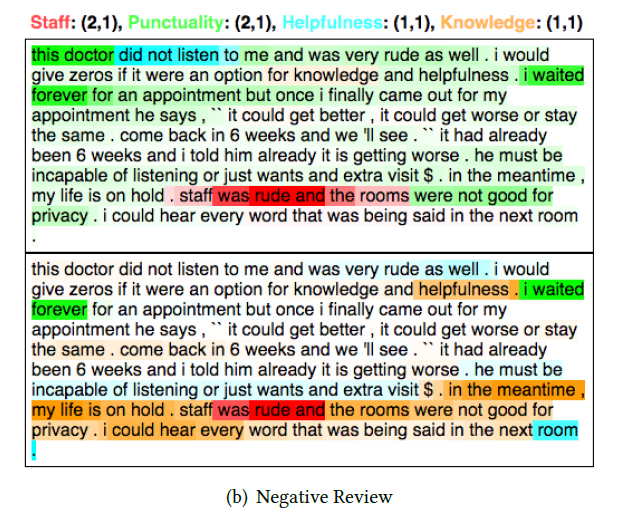 Staff: (2,1), Punctuality: (2,1), Helpfulness: (1,1), Knowledge: (1,1)
this doctor did not listen to me and was very rude as well . i would
give zeros if it were an option for knowledge and helpfulness . i waited
forever for an appointment but once i finally came out for my
appointment he says , `` it could get better , it could get worse or stay
the same . come back in 6 weeks and we 'll see . `` it had already
been 6 weeks and i told him already it is getting worse . he must be
incapable of listening or just wants and extra visit $ . in the meantime ,
my life is on hold . staff was rude and the rooms were not good for
privacy . i could hear every word that was being said in the next room
.
this doctor did not listen to me and was very rude as well . i would
give zeros if it were an option for knowledge and helpfulness . i waited
forever for an appointment but once i finally came out for my
appointment he says , `` it could get better , it could get worse or stay
the same . come back in 6 weeks and we 'll see . `` it had already
been 6 weeks and i told him already it is getting worse . he must be
incapable of listening or just wants and extra visit $ . in the meantime ,
my life is on hold . staff was rude and the rooms were not good for
privacy . i could hear every word that was being said in the next room
.
(b) Negative Review